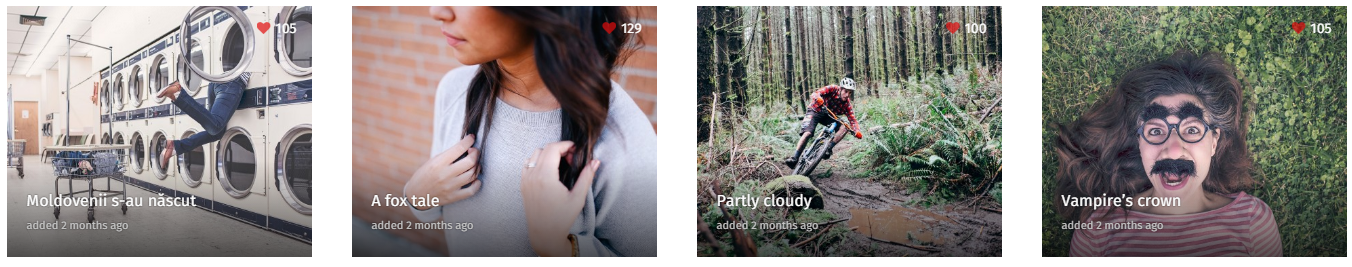 105
Moldovenii s-au născut
added 2 months ago
129
A fox tale
added 2 months ago
100
Partly cloudy
added 2 months ago
105
Vampire's crown
added 2 months ago